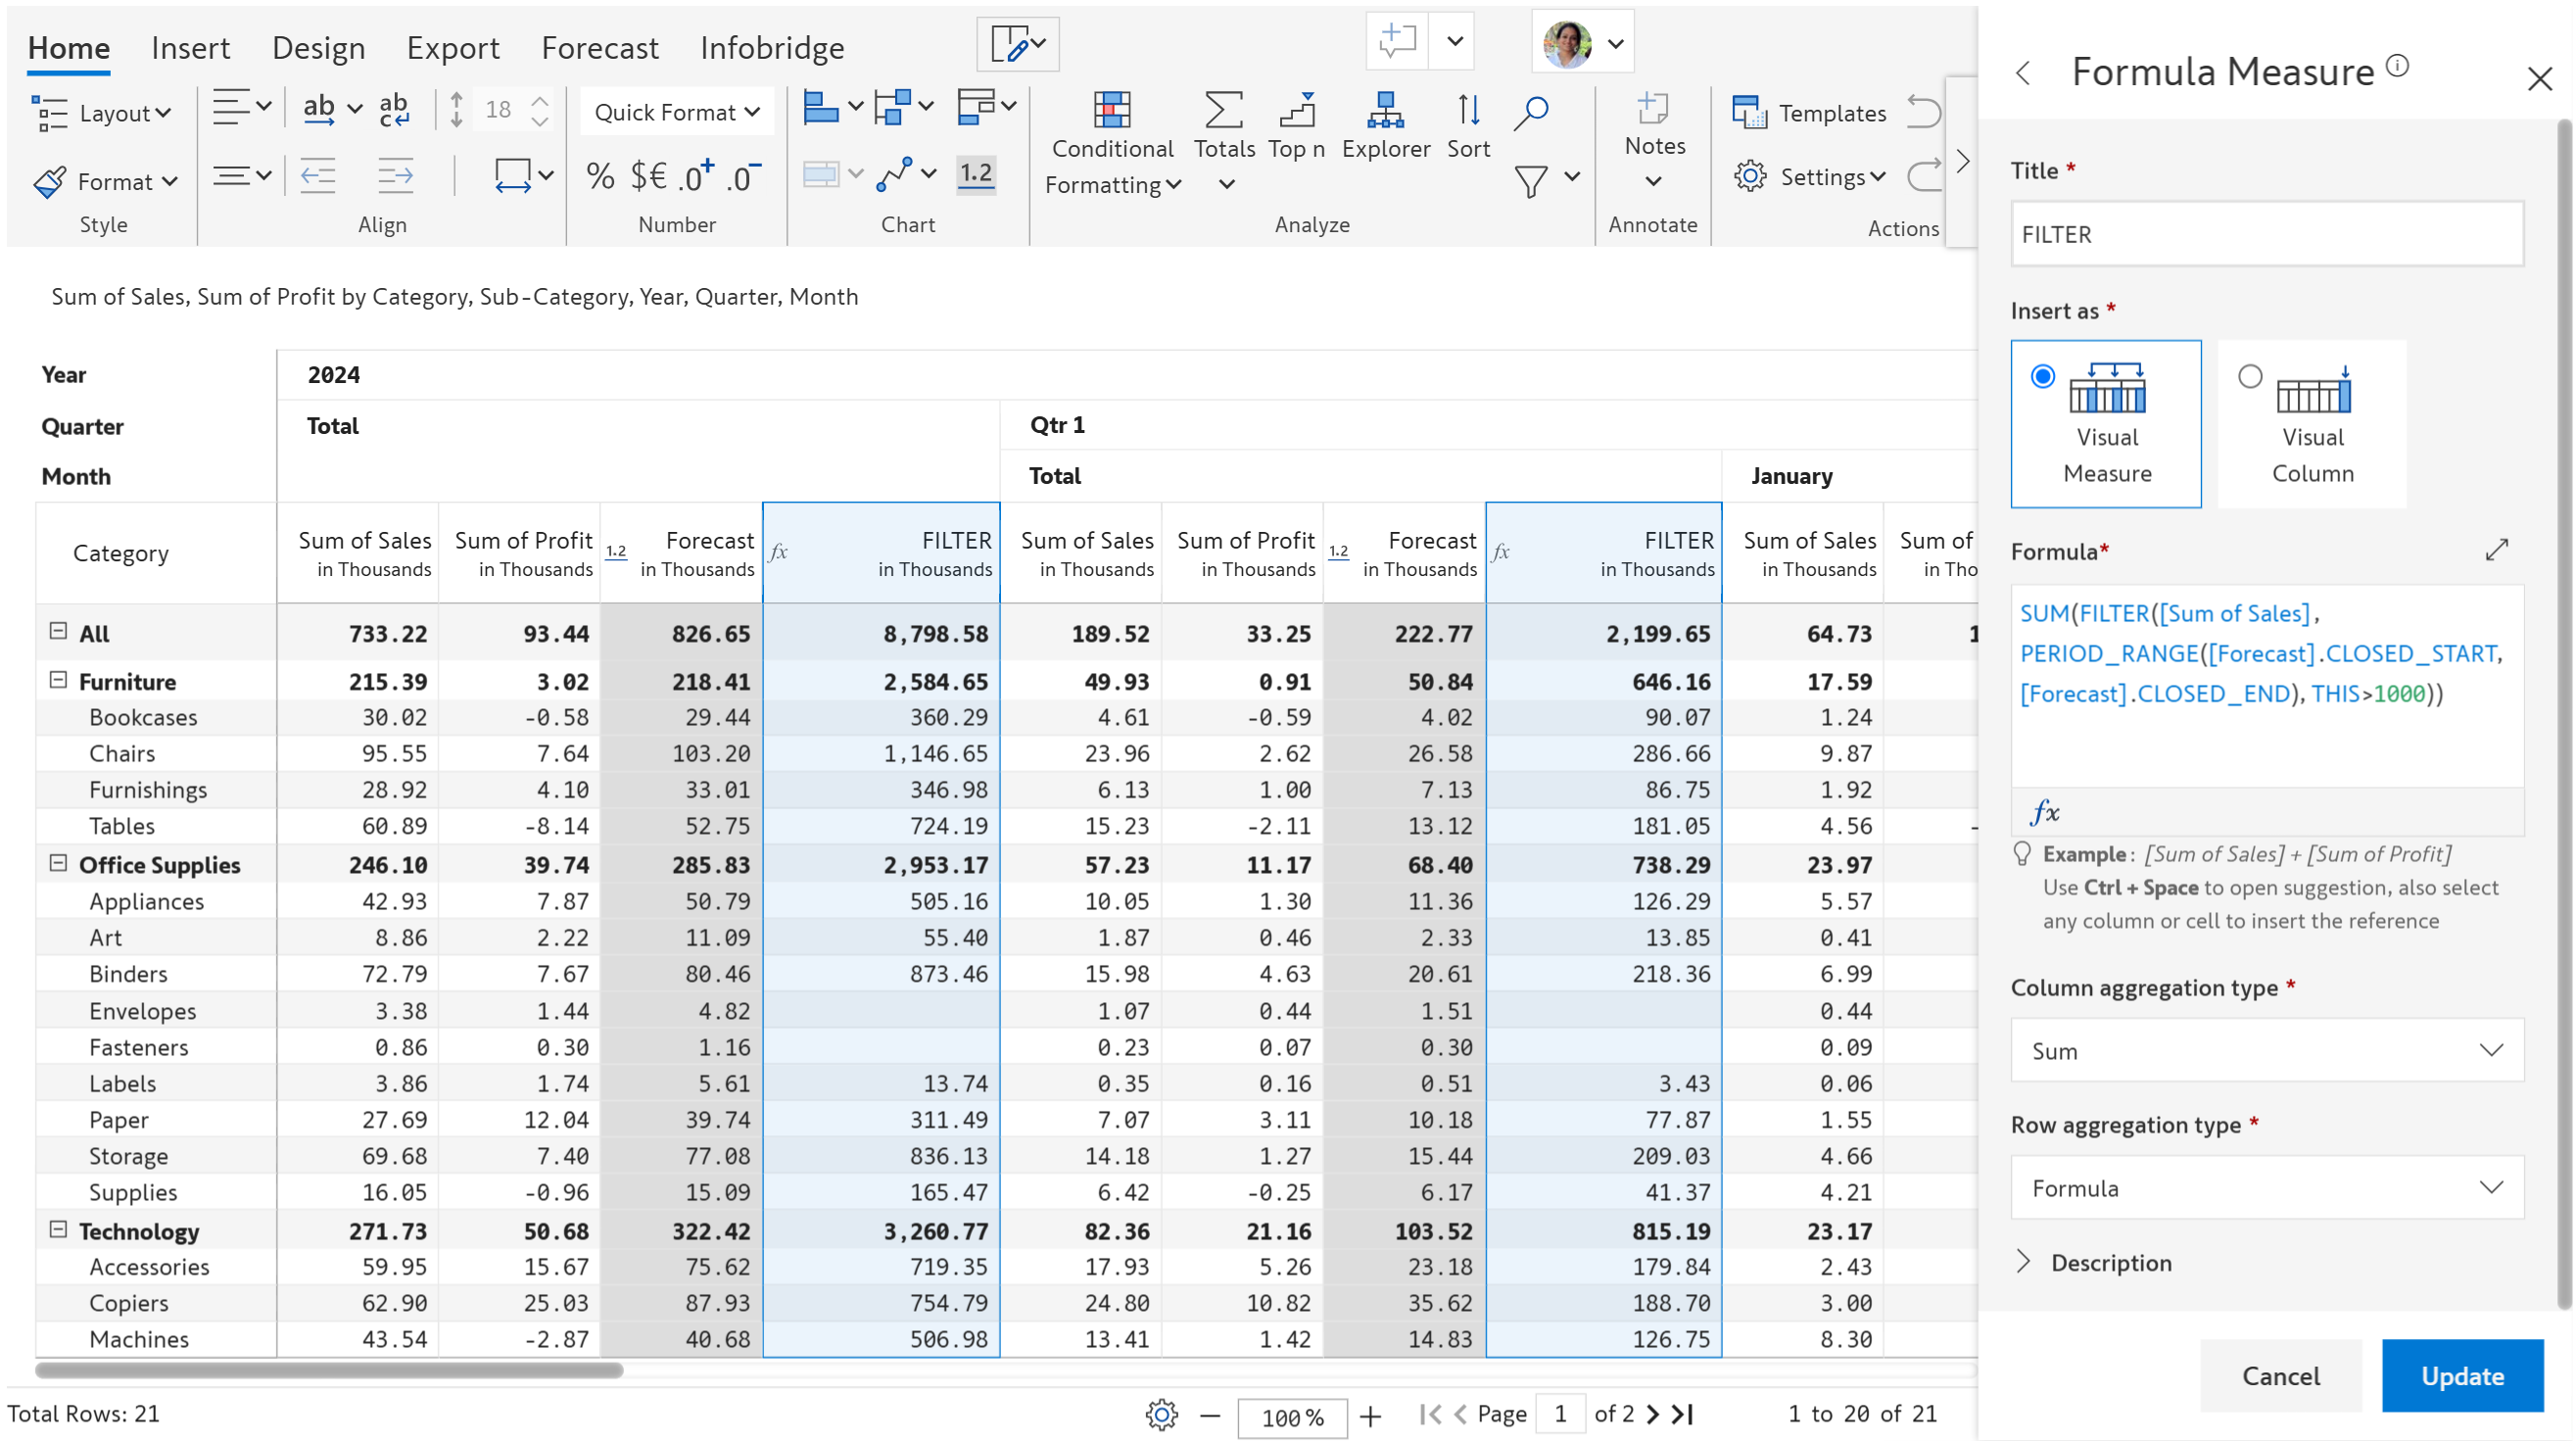 Home Insert Design Export Forecast Infobridge
Layout ab ab c 18 Quick Format Conditional Formatting Totals Top n Explorer Sort Notes Templates
Format % $€ .0+ .0- 1.2 Settings
Style Align Number Chart Analyze Annotate Actions
Sum of Sales, Sum of Profit by Category, Sub-Category, Year, Quarter, Month
Year 2024
Quarter Total Qtr 1
Month Total January
Category Sum of Sales in Thousands Sum of Profit in Thousands 1.2 Forecast in Thousands fx FILTER in Thousands Sum of Sales in Thousands Sum of Profit in Thousands 1.2 Forecast in Thousands fx FILTER in Thousands Sum of Sales in Thousands Sum of in Tho
All 733.22 93.44 826.65 8,798.58 189.52 33.25 222.77 2,199.65 64.73 1
Furniture 215.39 3.02 218.41 2,584.65 49.93 0.91 50.84 646.16 17.59
Bookcases 30.02 -0.58 29.44 360.29 4.61 -0.59 4.02 90.07 1.24
Chairs 95.55 7.64 103.20 1,146.65 23.96 2.62 26.58 286.66 9.87
Furnishings 28.92 4.10 33.01 346.98 6.13 1.00 7.13 86.75 1.92
Tables 60.89 -8.14 52.75 724.19 15.23 -2.11 13.12 181.05 4.56 -
Office Supplies 246.10 39.74 285.83 2,953.17 57.23 11.17 68.40 738.29 23.97
Appliances 42.93 7.87 50.79 505.16 10.05 1.30 11.36 126.29 5.57
Art 8.86 2.22 11.09 55.40 1.87 0.46 2.33 13.85 0.41
Binders 72.79 7.67 80.46 873.46 15.98 4.63 20.61 218.36 6.99
Envelopes 3.38 1.44 4.82 1.07 0.44 1.51 0.44
Fasteners 0.86 0.30 1.16 0.23 0.07 0.30 0.09
Labels 3.86 1.74 5.61 13.74 0.35 0.16 0.51 3.43 0.06
Paper 27.69 12.04 39.74 311.49 7.07 3.11 10.18 77.87 1.55
Storage 69.68 7.40 77.08 836.13 14.18 1.27 15.44 209.03 4.66
Supplies 16.05 -0.96 15.09 165.47 6.42 -0.25 6.17 41.37 4.21
Technology 271.73 50.68 322.42 3,260.77 82.36 21.16 103.52 815.19 23.17
Accessories 59.95 15.67 75.62 719.35 17.93 5.26 23.18 179.84 2.43
Copiers 62.90 25.03 87.93 754.79 24.80 10.82 35.62 188.70 3.00
Machines 43.54 -2.87 40.68 506.98 13.41 1.42 14.83 126.75 8.30
Total Rows: 21 100 % Page 1 of 2 1 to 20 of 21
Formula Measure
Title *
FILTER
Insert as *
Visual Measure
Visual Column
Formula*
SUM(FILTER([Sum of Sales],
PERIOD_RANGE([Forecast].CLOSED_START,
[Forecast].CLOSED_END), THIS>1000))
fx
Example: [Sum of Sales] + [Sum of Profit]
Use Ctrl + Space to open suggestion, also select
any column or cell to insert the reference
Column aggregation type *
Sum
Row aggregation type *
Formula
Description
Cancel Update